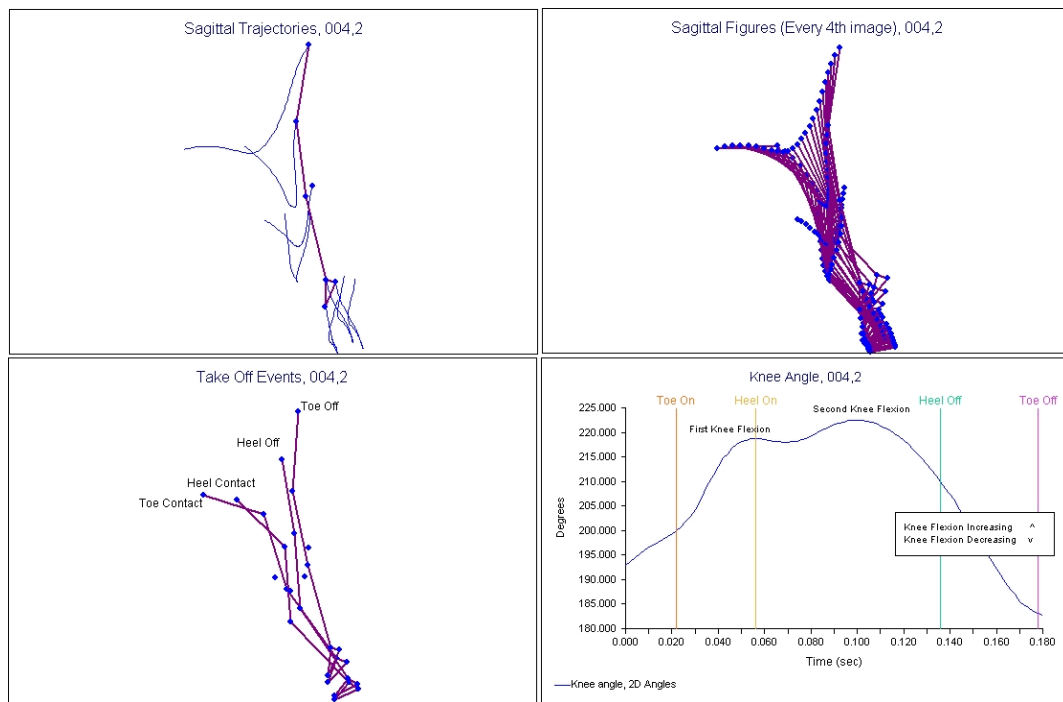 Sagittal Trajectories, 004,2
Sagittal Figures (Every 4th image), 004,2
Take Off Events, 004,2
Toe Off
Heel Off
Heel Contact
Toe Contact
Knee Angle, 004,2
Toe On
Heel On
Heel Off
Toe Off
225.000
220.000
215.000
210.000
205.000
200.000
195.000
190.000
185.000
180.000
Degrees
First Knee Flexion
Second Knee Flexion
Knee Flexion Increasing ^
Knee Flexion Decreasing v
0.000 0.020 0.040 0.060 0.080 0.100 0.120 0.140 0.160 0.180
Time (sec)
Knee angle, 2D Angles